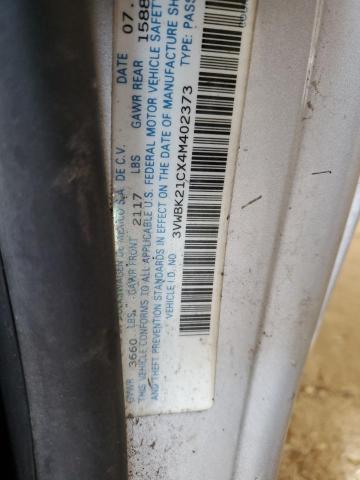 VOLKSWAGEN DE MEXICO S.A. DE C.V. DATE 07.
GVWR 3660 LBS GAWR FRONT 2117 LBS GAWR REAR 1588
THIS VEHICLE CONFORMS TO ALL APPLICABLE U.S. FEDERAL MOTOR VEHICLE SAFETY
AND THEFT PREVENTION STANDARDS IN EFFECT ON THE DATE OF MANUFACTURE SH
VEHICLE I.D. NO. 3VWBK21CX4M402373 TYPE: PASS